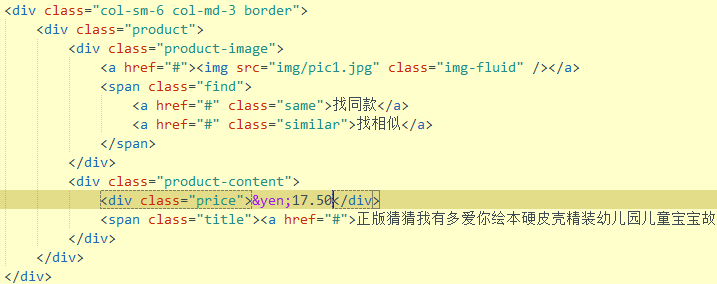 <div class="col-sm-6 col-md-3 border">
<div class="product">
<div class="product-image">
<a href="#"><img src="img/pic1.jpg" class="img-fluid" /></a>
<span class="find">
<a href="#" class="same">找同款</a>
<a href="#" class="similar">找相似</a>
</span>
</div>
<div class="product-content">
<div class="price">&yen;17.50</div>
<span class="title"><a href="#">正版猜猜我有多爱你绘本硬皮壳精装幼儿园儿童宝宝故
</div>
</div>
</div>